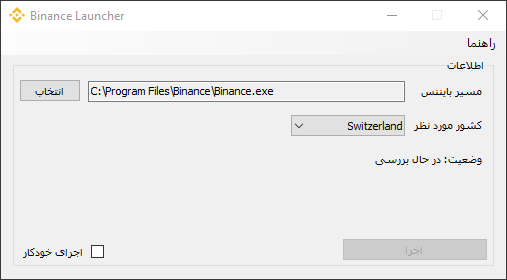 Binance Launcher
راهنما
اطلاعات
مسیر بایننس C:\Program Files\Binance\Binance.exe انتخاب
کشور مورد نظر Switzerland
وضعیت: در حال بررسی
اجرا اجرای خودکار